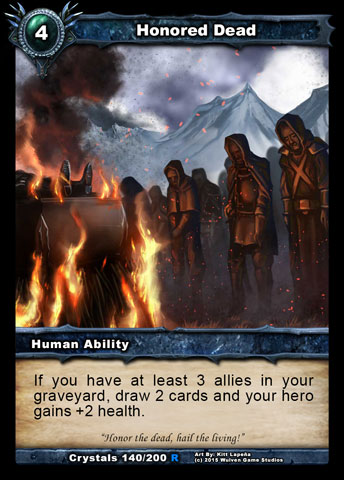 4
Honored Dead
Human Ability
If you have at least 3 allies in your
graveyard, draw 2 cards and your hero
gains +2 health.
"Honor the dead, hail the living!"
Crystals 140/200 R
Art By: Kitt Lapeña
(c) 2015 Wulven Game Studios